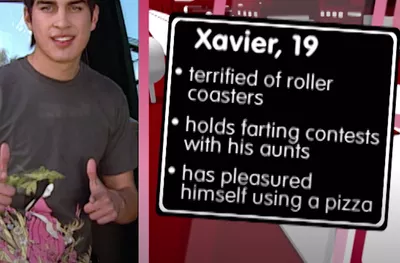 Xavier, 19
• terrified of roller
coasters
• holds farting contests
with his aunts
• has pleasured
himself using a pizza